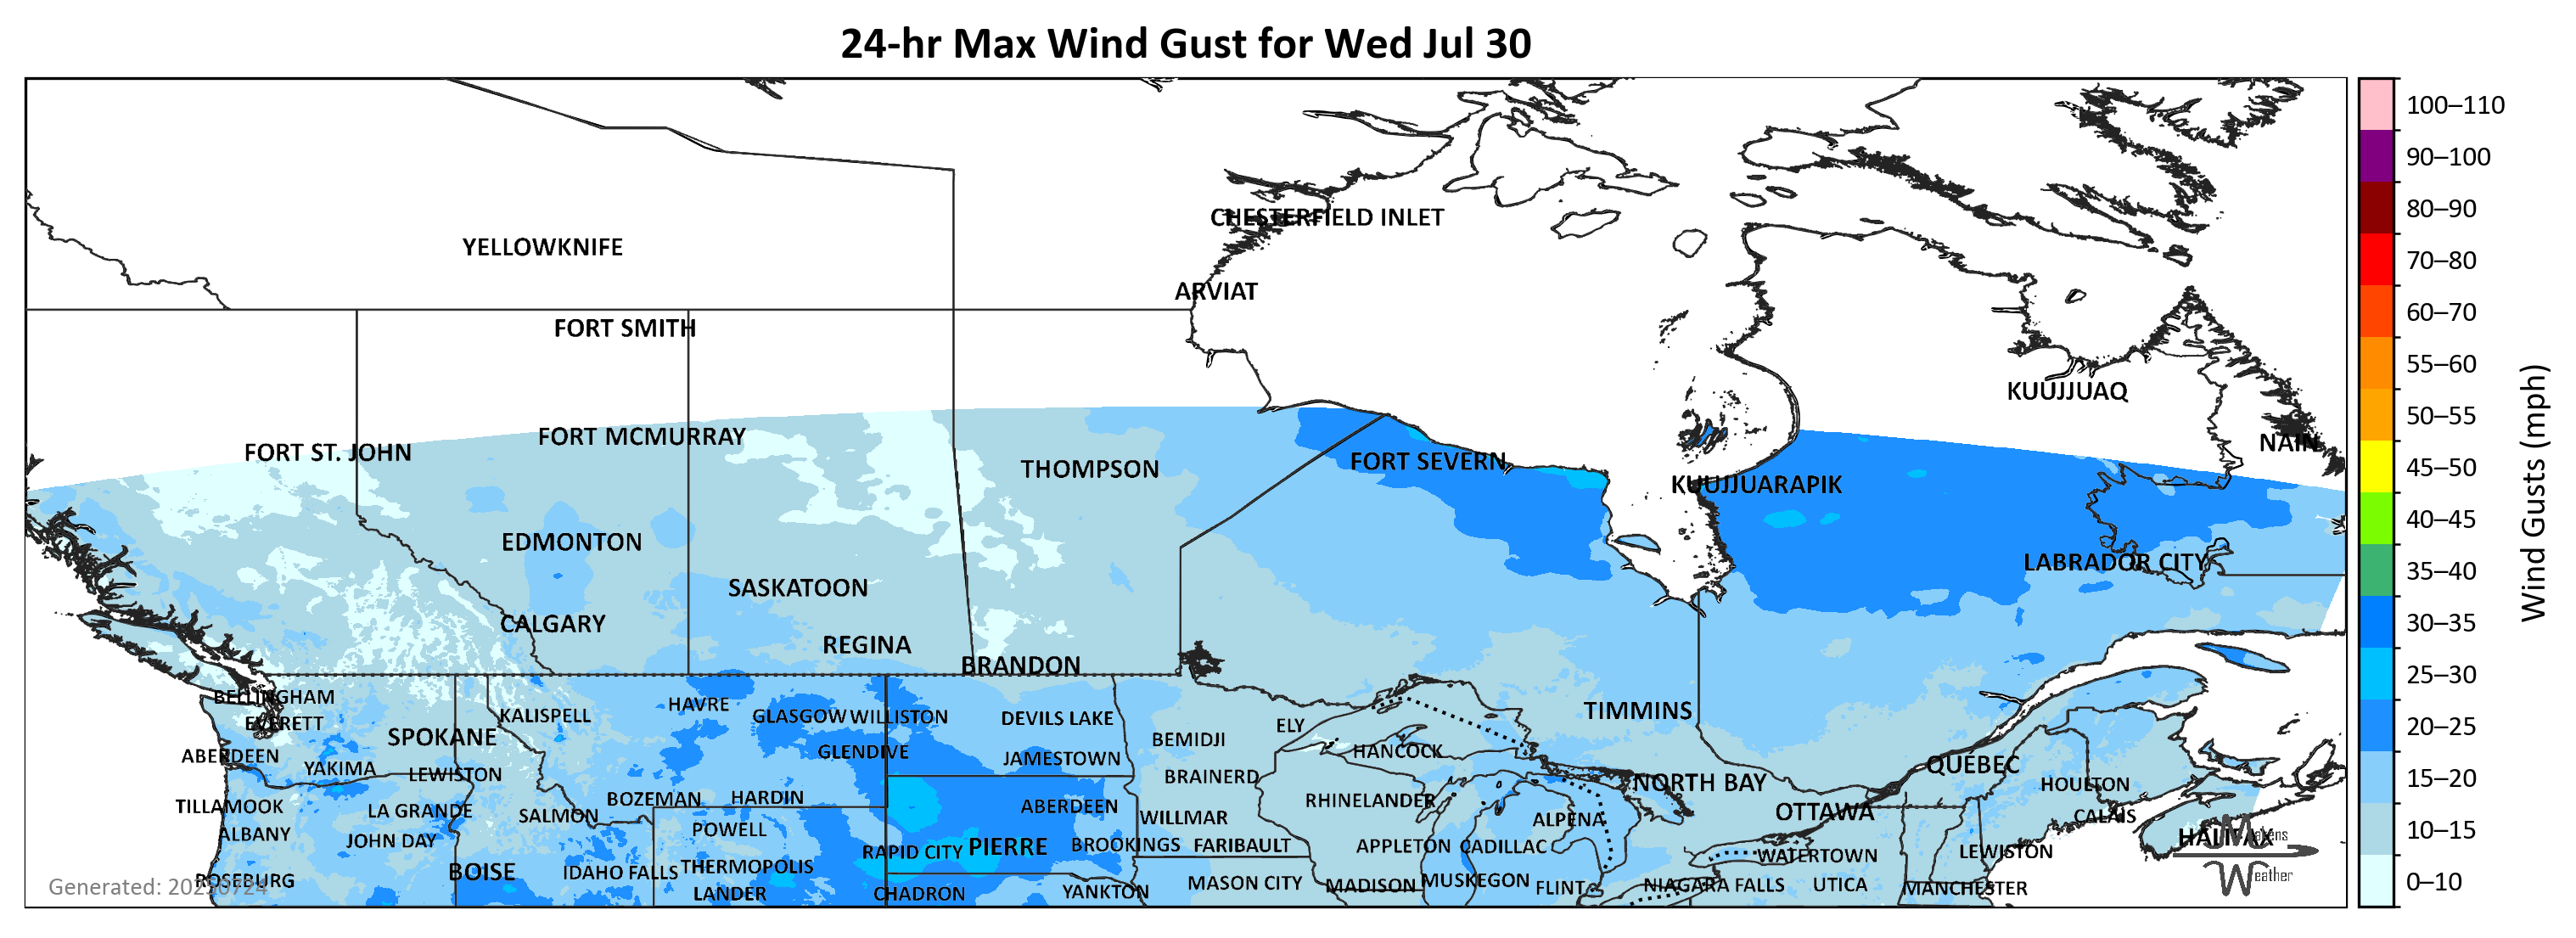 24-hr Max Wind Gust for Wed Jul 30
CHESTERFIELD INLET
YELLOWKNIFE
ARVIAT
FORT SMITH
KUUJJUAQ
FORT MCMURRAY
NAIN
FORT ST. JOHN
FORT SEVERN
THOMPSON
KUUJJUARAPIK
EDMONTON
LABRADOR CITY
SASKATOON
CALGARY
REGINA
BRANDON
BELLINGHAM
HAVRE
KALISPELL
GLASGOW WILLISTON
DEVILS LAKE
TIMMINS
EVERETT
ELY
SPOKANE
BEMIDJI
GLENDIVE
HANCOCK
ABERDEEN
JAMESTOWN
QUÉBEC
YAKIMA
LEWISTON
BRAINERD
NORTH BAY
HOULTON
BOZEMAN
HARDIN
RHINELANDER
TILLAMOOK
LA GRANDE
SALMON
ABERDEEN
WILLMAR
ALPENA
OTTAWA
CALAIS
ALBANY
JOHN DAY
POWELL
HALIFAX
RAPID CITY
PIERRE
BROOKINGS
FARIBAULT
APPLETON
CADILLAC
WATERTOWN
LEWISTON
BOISE
IDAHO FALLS
THERMOPOLIS
ROSEBURG
MASON CITY
MADISON
MUSKEGON
FLINT
NIAGARA FALLS
UTICA
MANCHESTER
LANDER
CHADRON
YANKTON
Generated: 20250724
Makens
Weather
100–110
90–100
80–90
70–80
60–70
55–60
50–55
45–50
40–45
35–40
30–35
25–30
20–25
15–20
10–15
0–10
Wind Gusts (mph)